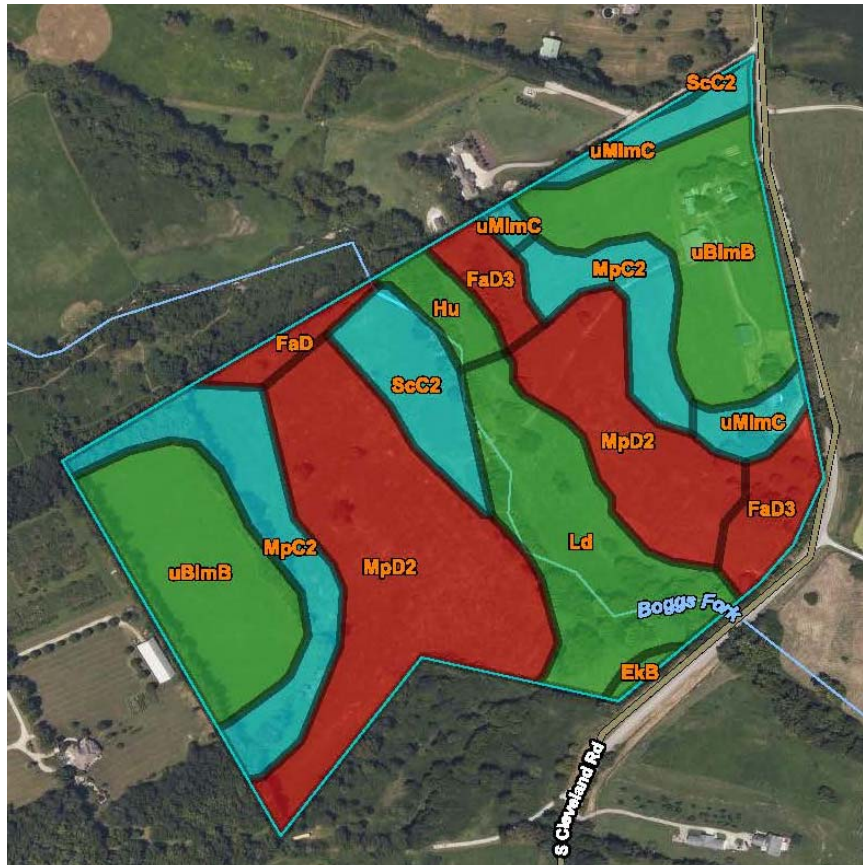 ScC2
uMlmC
uMlmC
MpC2
uBlmB
FaD3
Hu
FaD
ScC2
uMlmC
MpD2
FaD3
Ld
MpC2
MpD2
uBlmB
Boggs Fork
EkB
S Cleveland Rd